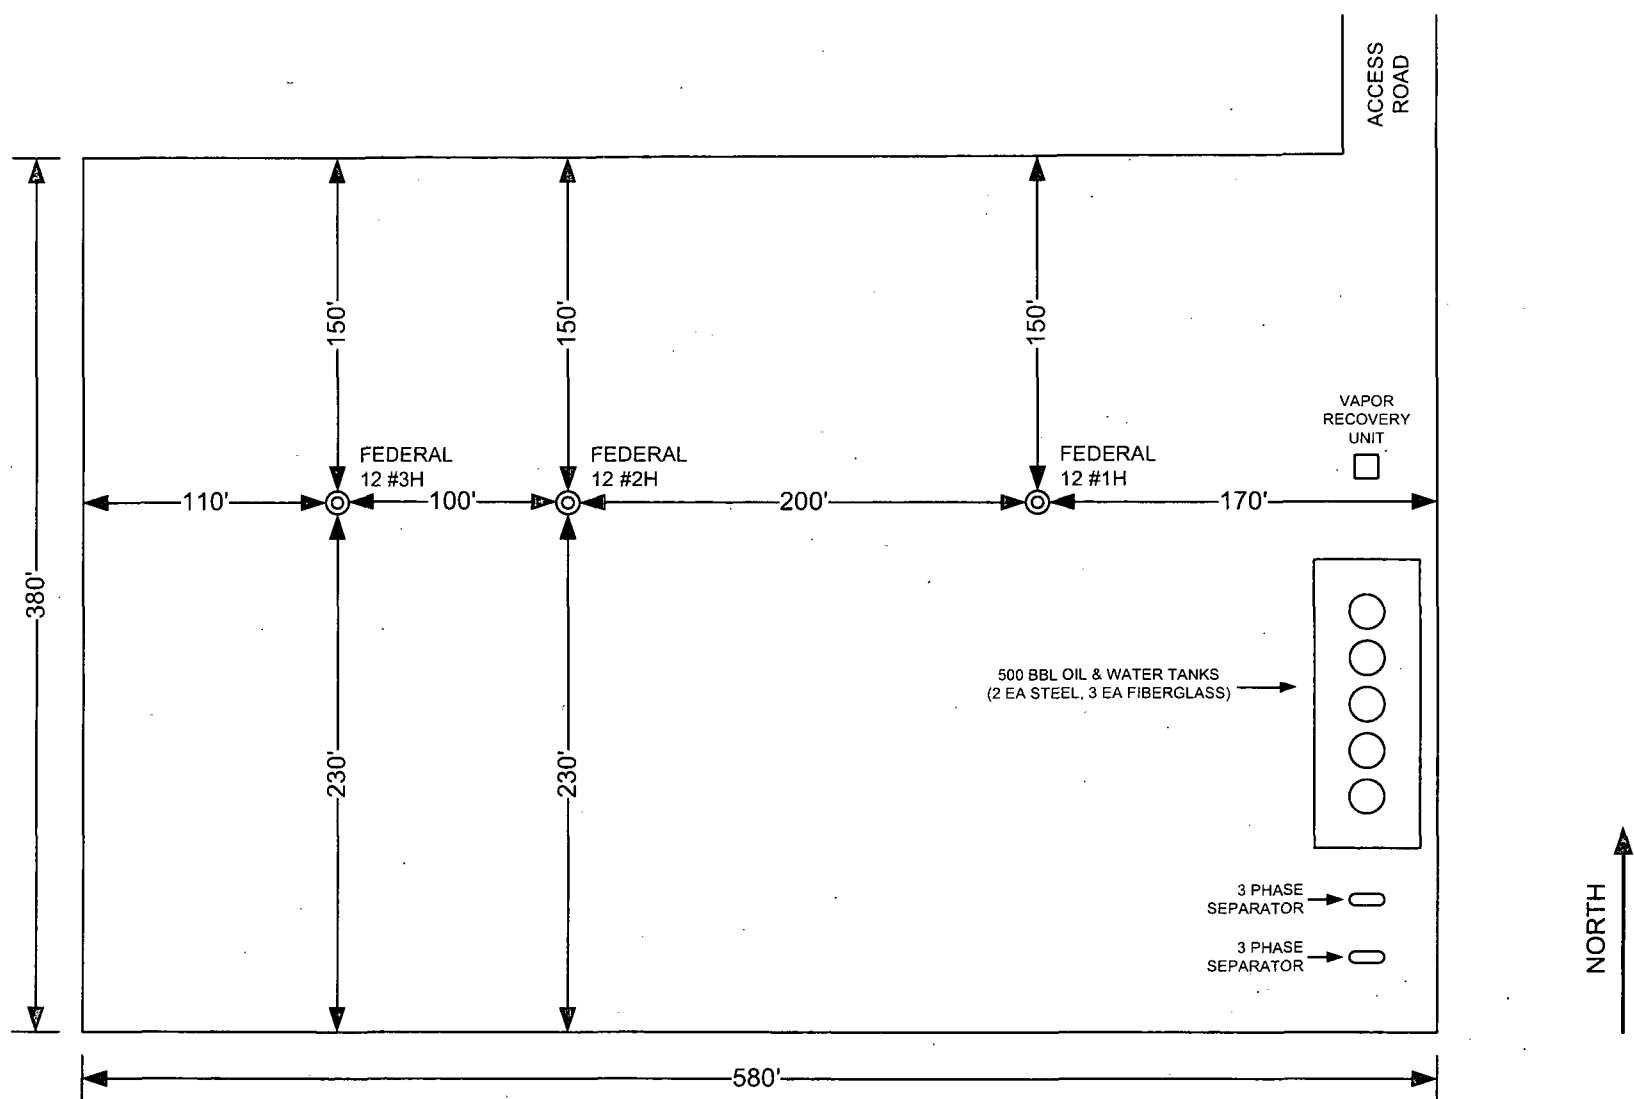 ACCESS
ROAD
150'
150'
150'
VAPOR
RECOVERY
UNIT
FEDERAL
12 #3H
FEDERAL
12 #2H
FEDERAL
12 #1H
110'
100'
200'
170'
380'
500 BBL OIL & WATER TANKS
(2 EA STEEL, 3 EA FIBERGLASS)
230'
230'
3 PHASE
SEPARATOR
3 PHASE
SEPARATOR
NORTH
580'